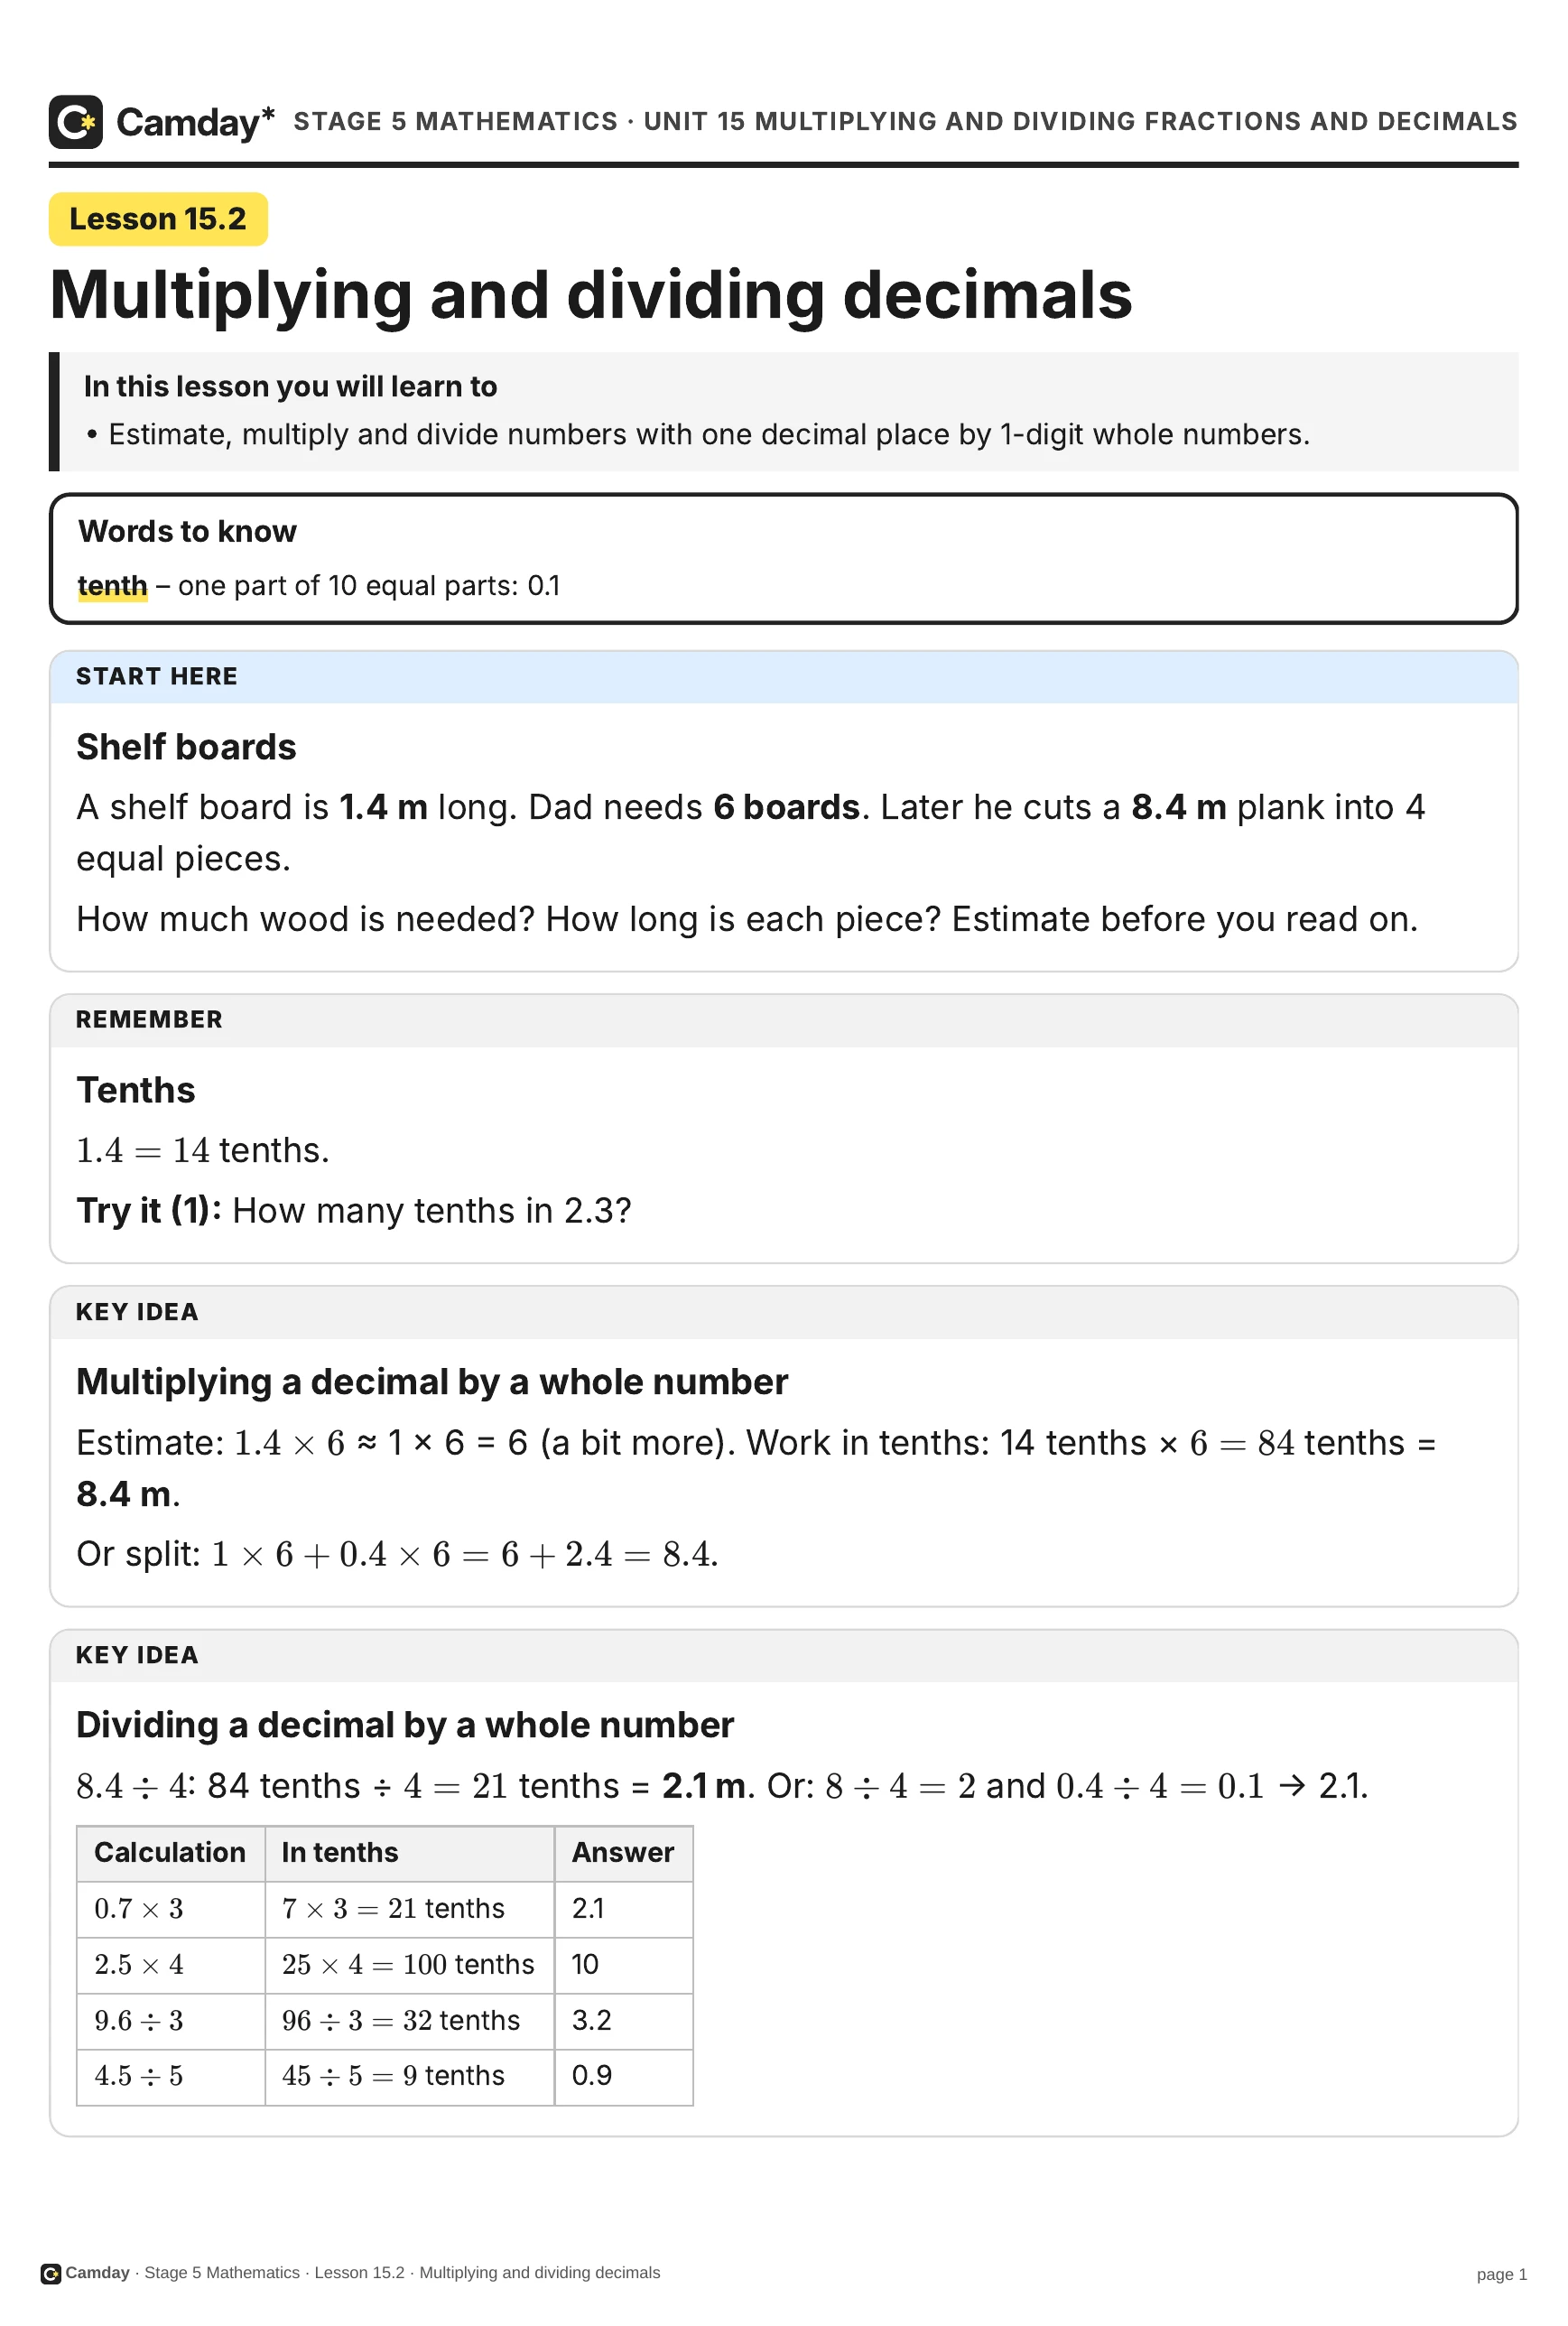 Camday* STAGE 5 MATHEMATICS · UNIT 15 MULTIPLYING AND DIVIDING FRACTIONS AND DECIMALS
Lesson 15.2
Multiplying and dividing decimals
In this lesson you will learn to
• Estimate, multiply and divide numbers with one decimal place by 1-digit whole numbers.
Words to know
tenth – one part of 10 equal parts: 0.1
START HERE
Shelf boards
A shelf board is 1.4 m long. Dad needs 6 boards. Later he cuts a 8.4 m plank into 4
equal pieces.
How much wood is needed? How long is each piece? Estimate before you read on.
REMEMBER
Tenths
1.4 = 14 tenths.
Try it (1): How many tenths in 2.3?
KEY IDEA
Multiplying a decimal by a whole number
Estimate: 1.4 × 6 ≈ 1 × 6 = 6 (a bit more). Work in tenths: 14 tenths × 6 = 84 tenths =
8.4 m.
Or split: 1 × 6 + 0.4 × 6 = 6 + 2.4 = 8.4.
KEY IDEA
Dividing a decimal by a whole number
8.4 ÷ 4: 84 tenths ÷ 4 = 21 tenths = 2.1 m. Or: 8 ÷ 4 = 2 and 0.4 ÷ 4 = 0.1 → 2.1.
Calculation In tenths Answer
0.7 × 3 7 × 3 = 21 tenths 2.1
2.5 × 4 25 × 4 = 100 tenths 10
9.6 ÷ 3 96 ÷ 3 = 32 tenths 3.2
4.5 ÷ 5 45 ÷ 5 = 9 tenths 0.9
Camday · Stage 5 Mathematics · Lesson 15.2 · Multiplying and dividing decimals page 1